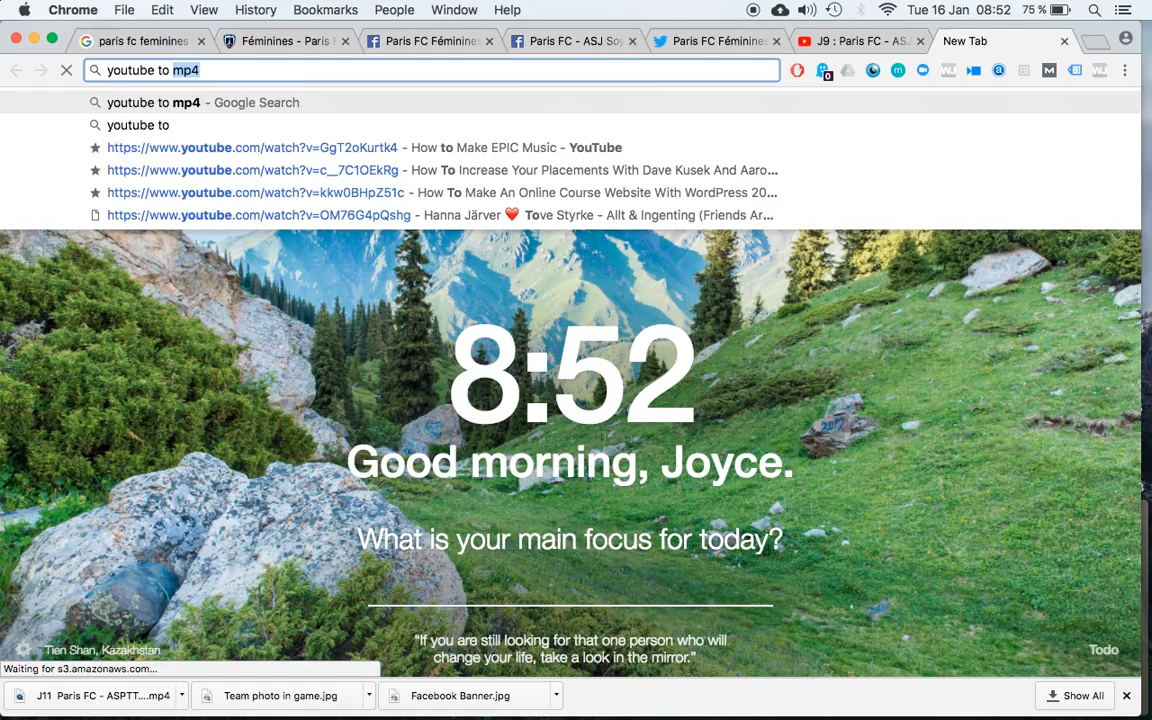 Chrome File Edit View History Bookmarks People Window Help Tue 16 Jan 08:52 75%
paris fc feminines Féminines - Paris F Paris FC Féminine Paris FC - ASJ Soy Paris FC Féminine J9 : Paris FC - ASJ New Tab
youtube to mp4
youtube to mp4 - Google Search
youtube to
https://www.youtube.com/watch?v=GgT2oKurtk4 - How to Make EPIC Music - YouTube
https://www.youtube.com/watch?v=c__7C1OEkRg - How To Increase Your Placements With Dave Kusek And Aaro...
https://www.youtube.com/watch?v=kkw0BHpZ51c - How To Make An Online Course Website With WordPress 20...
https://www.youtube.com/watch?v=OM76G4pQshg - Hanna Järver ❤️ Tove Styrke - Allt & Ingenting (Friends Ar...
8:52
Good morning, Joyce.
What is your main focus for today?
"If you are still looking for that one person who will
change your life, take a look in the mirror."
Tien Shan, Kazakhstan Todo
Waiting for s3.amazonaws.com...
J11 Paris FC - ASPTT....mp4 Team photo in game.jpg Facebook Banner.jpg Show All